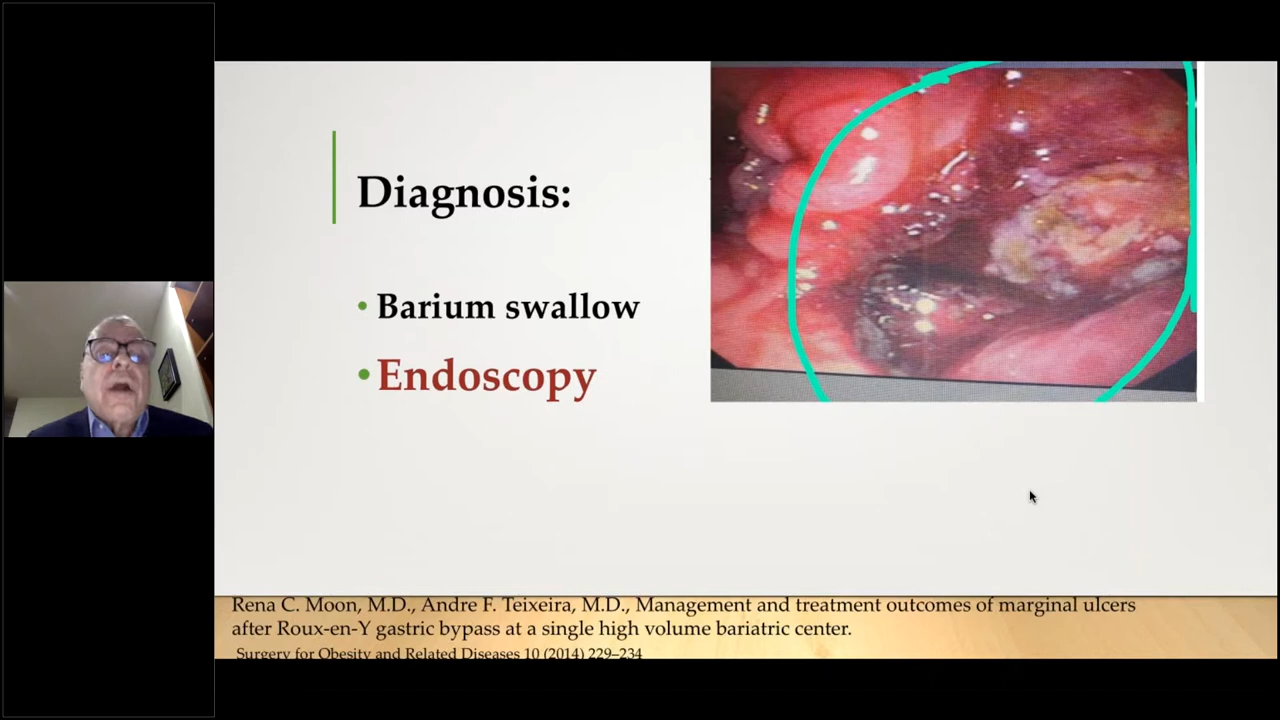 Diagnosis:
• Barium swallow
• Endoscopy
Rena C. Moon, M.D., Andre F. Teixeira, M.D., Management and treatment outcomes of marginal ulcers
after Roux-en-Y gastric bypass at a single high volume bariatric center.
Surgery for Obesity and Related Diseases 10 (2014) 229–234